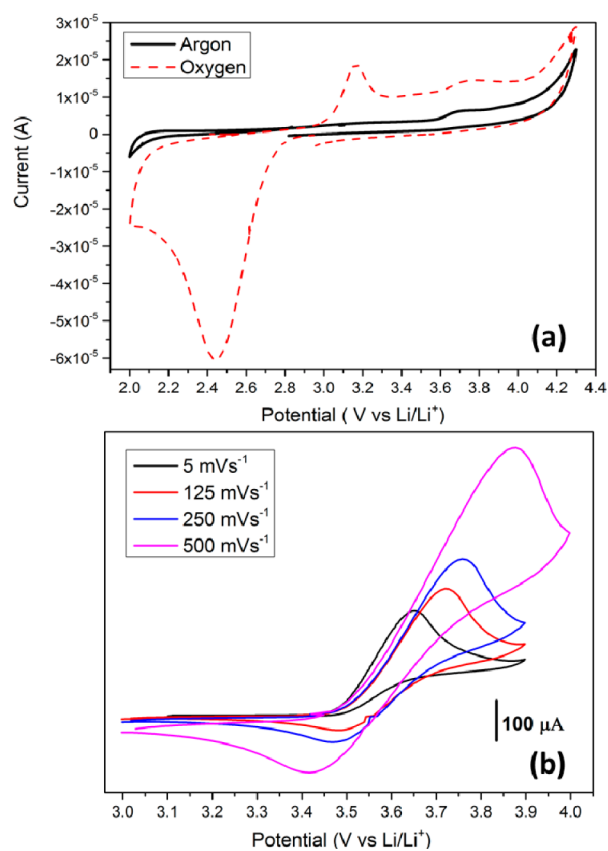 3x10⁻⁵
2x10⁻⁵
1x10⁻⁵
0
-1x10⁻⁵
-2x10⁻⁵
-3x10⁻⁵
-4x10⁻⁵
-5x10⁻⁵
-6x10⁻⁵
Current (A)
Argon
Oxygen
(a)
2.0 2.2 2.4 2.6 2.8 3.0 3.2 3.4 3.6 3.8 4.0 4.2 4.4
Potential ( V vs Li/Li⁺)
5 mVs⁻¹
125 mVs⁻¹
250 mVs⁻¹
500 mVs⁻¹
100 µA
(b)
3.0 3.1 3.2 3.3 3.4 3.5 3.6 3.7 3.8 3.9 4.0
Potential (V vs Li/Li⁺)